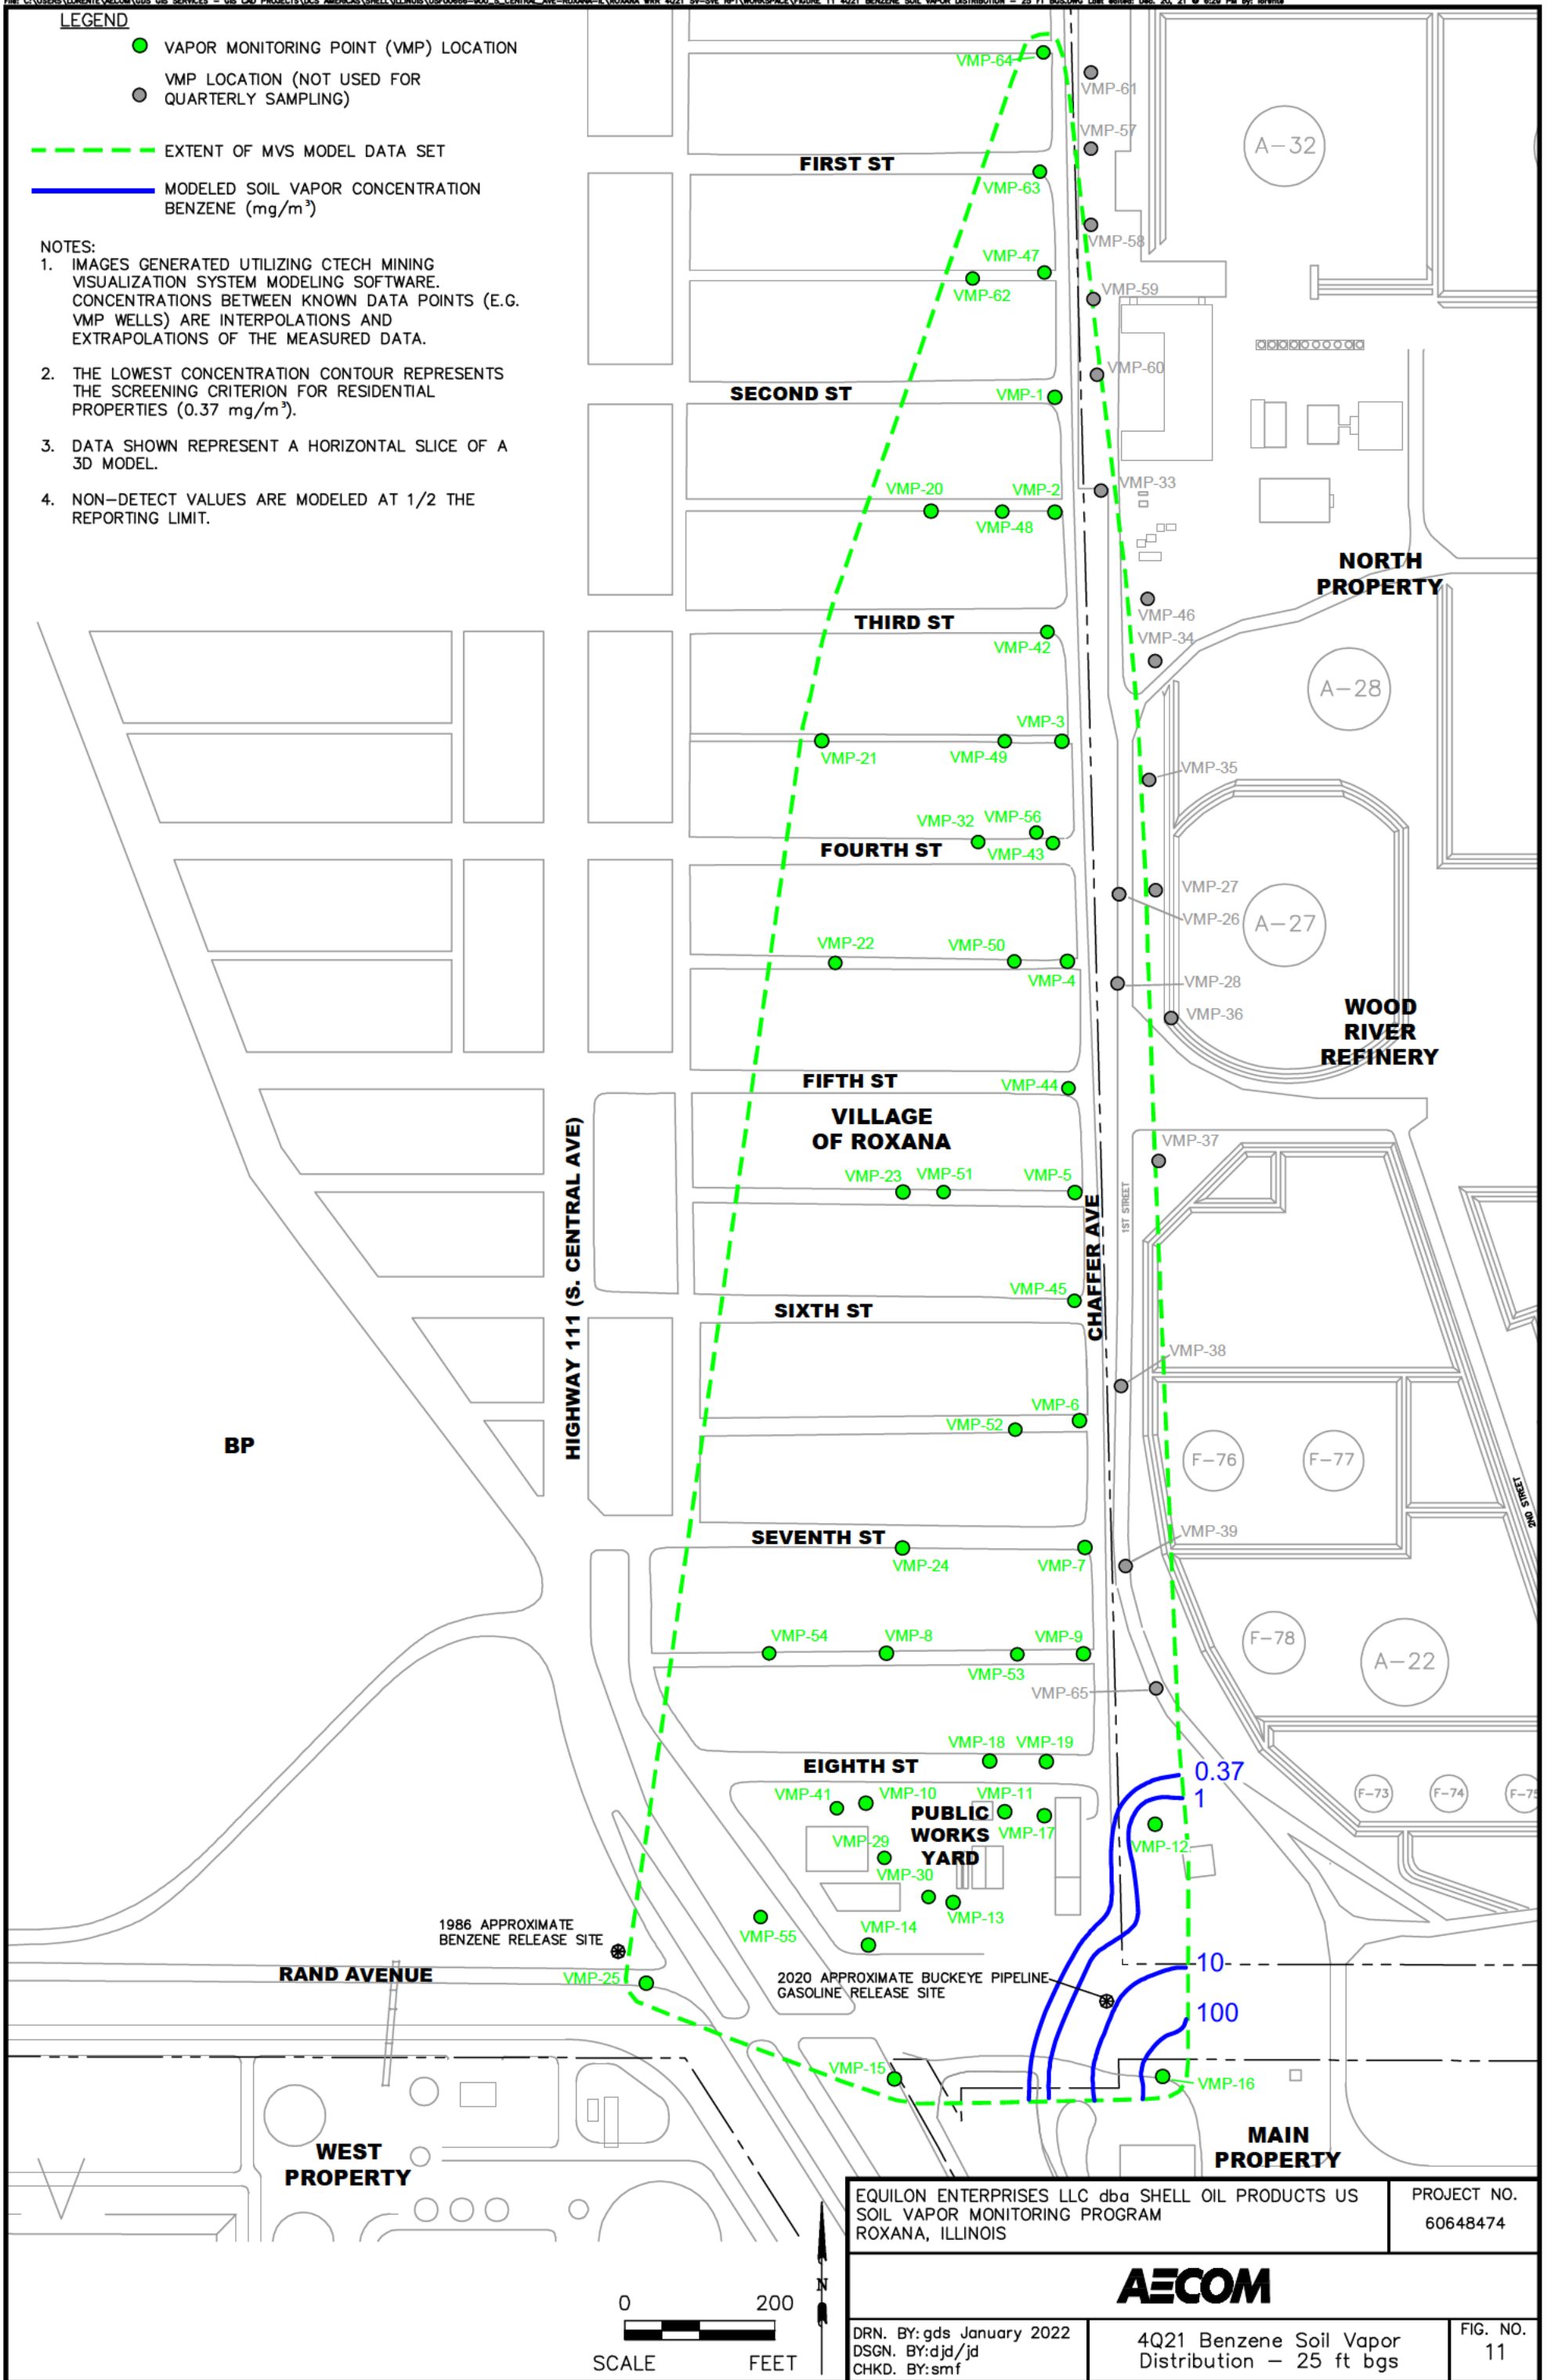 LEGEND
VAPOR MONITORING POINT (VMP) LOCATION
VMP LOCATION (NOT USED FOR
QUARTERLY SAMPLING)
EXTENT OF MVS MODEL DATA SET
MODELED SOIL VAPOR CONCENTRATION
BENZENE (mg/m³)
NOTES:
1. IMAGES GENERATED UTILIZING CTECH MINING
VISUALIZATION SYSTEM MODELING SOFTWARE.
CONCENTRATIONS BETWEEN KNOWN DATA POINTS (E.G.
VMP WELLS) ARE INTERPOLATIONS AND
EXTRAPOLATIONS OF THE MEASURED DATA.
2. THE LOWEST CONCENTRATION CONTOUR REPRESENTS
THE SCREENING CRITERION FOR RESIDENTIAL
PROPERTIES (0.37 mg/m³).
3. DATA SHOWN REPRESENT A HORIZONTAL SLICE OF A
3D MODEL.
4. NON-DETECT VALUES ARE MODELED AT 1/2 THE
REPORTING LIMIT.
VMP-64
VMP-61
VMP-57
A-32
FIRST ST
VMP-63
VMP-58
VMP-47
VMP-62
VMP-59
VMP-60
SECOND ST
VMP-1
VMP-20
VMP-2
VMP-48
VMP-33
NORTH
PROPERTY
VMP-46
THIRD ST
VMP-42
VMP-34
A-28
VMP-3
VMP-21
VMP-49
VMP-35
VMP-32
VMP-56
FOURTH ST
VMP-43
VMP-27
VMP-26
A-27
VMP-22
VMP-50
VMP-4
VMP-28
VMP-36
WOOD
RIVER
REFINERY
FIFTH ST
VMP-44
VILLAGE
OF ROXANA
VMP-37
VMP-23
VMP-51
VMP-5
1ST STREET
CHAFFER AVE
HIGHWAY 111 (S. CENTRAL AVE)
VMP-45
SIXTH ST
VMP-38
VMP-6
VMP-52
BP
F-76
F-77
2ND STREET
SEVENTH ST
VMP-24
VMP-7
VMP-39
VMP-54
VMP-8
VMP-9
VMP-53
F-78
A-22
VMP-65
VMP-18
VMP-19
EIGHTH ST
0.37
1
VMP-41
VMP-10
VMP-11
F-73
F-74
F-75
PUBLIC
WORKS
YARD
VMP-17
VMP-12
VMP-29
VMP-30
VMP-13
VMP-55
VMP-14
1986 APPROXIMATE
BENZENE RELEASE SITE
RAND AVENUE
VMP-25
2020 APPROXIMATE BUCKEYE PIPELINE
GASOLINE RELEASE SITE
10
100
VMP-15
VMP-16
WEST
PROPERTY
MAIN
PROPERTY
EQUILON ENTERPRISES LLC dba SHELL OIL PRODUCTS US
SOIL VAPOR MONITORING PROGRAM
ROXANA, ILLINOIS
PROJECT NO.
60648474
AECOM
0 200
SCALE FEET
N
DRN. BY:gds January 2022
DSGN. BY:djd/jd
CHKD. BY:smf
4Q21 Benzene Soil Vapor
Distribution – 25 ft bgs
FIG. NO.
11